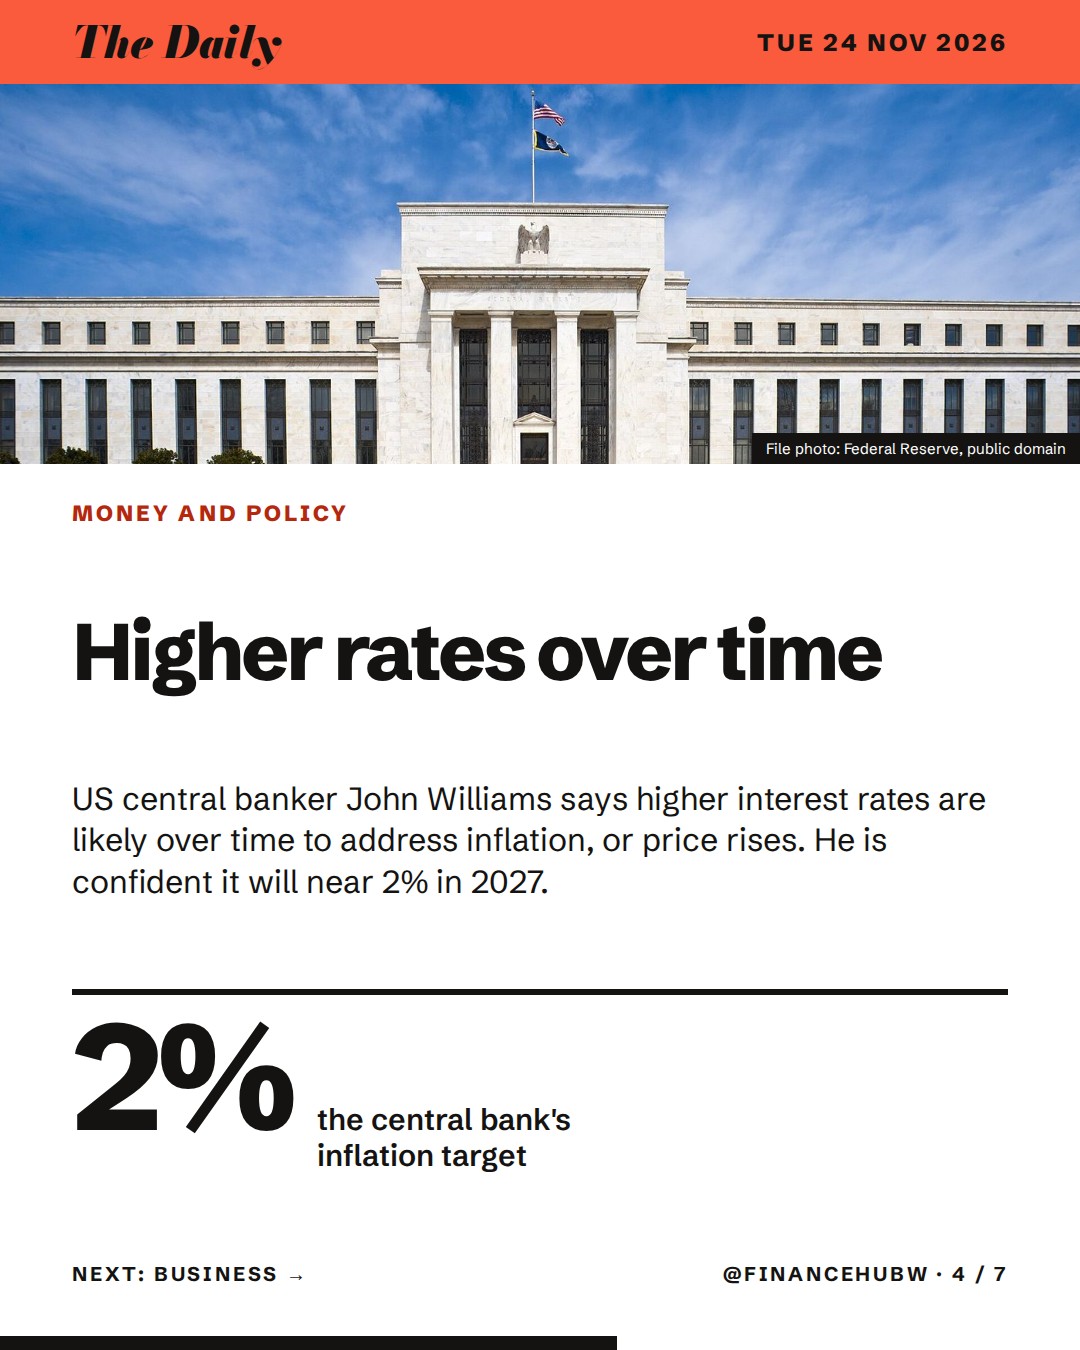 The Daily
TUE 24 NOV 2026
File photo: Federal Reserve, public domain
MONEY AND POLICY
Higher rates over time
US central banker John Williams says higher interest rates are
likely over time to address inflation, or price rises. He is
confident it will near 2% in 2027.
2%
the central bank's
inflation target
NEXT: BUSINESS →
@FINANCEHUBW · 4 / 7